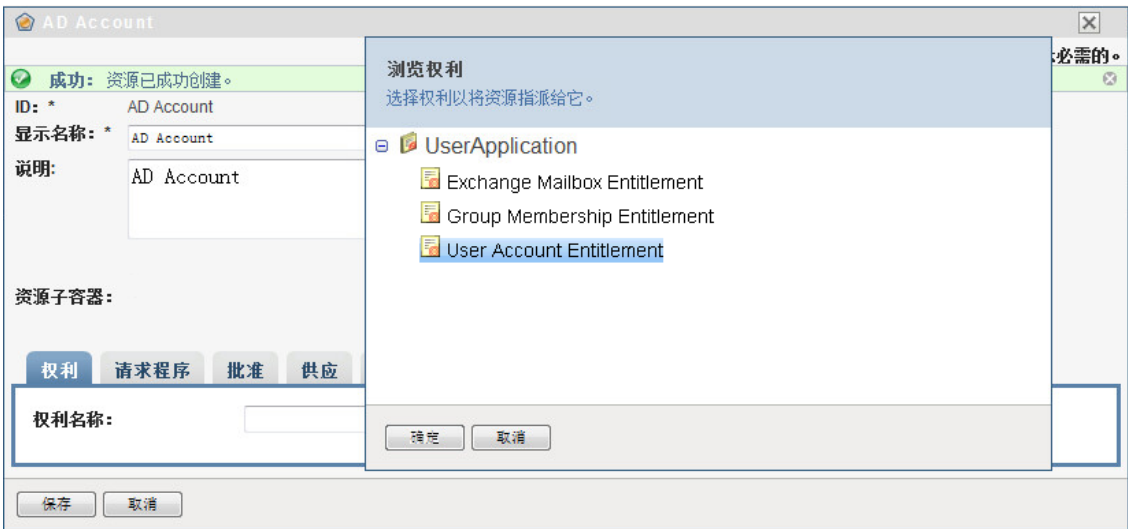 AD Account
必需的。
成功: 资源已成功创建。
ID: * AD Account
显示名称: * AD Account
说明: AD Account
资源子容器:
权利 请求程序 批准 供应
权利名称:
保存 取消
浏览权利
选择权利以将资源指派给它。
UserApplication
Exchange Mailbox Entitlement
Group Membership Entitlement
User Account Entitlement
确定 取消